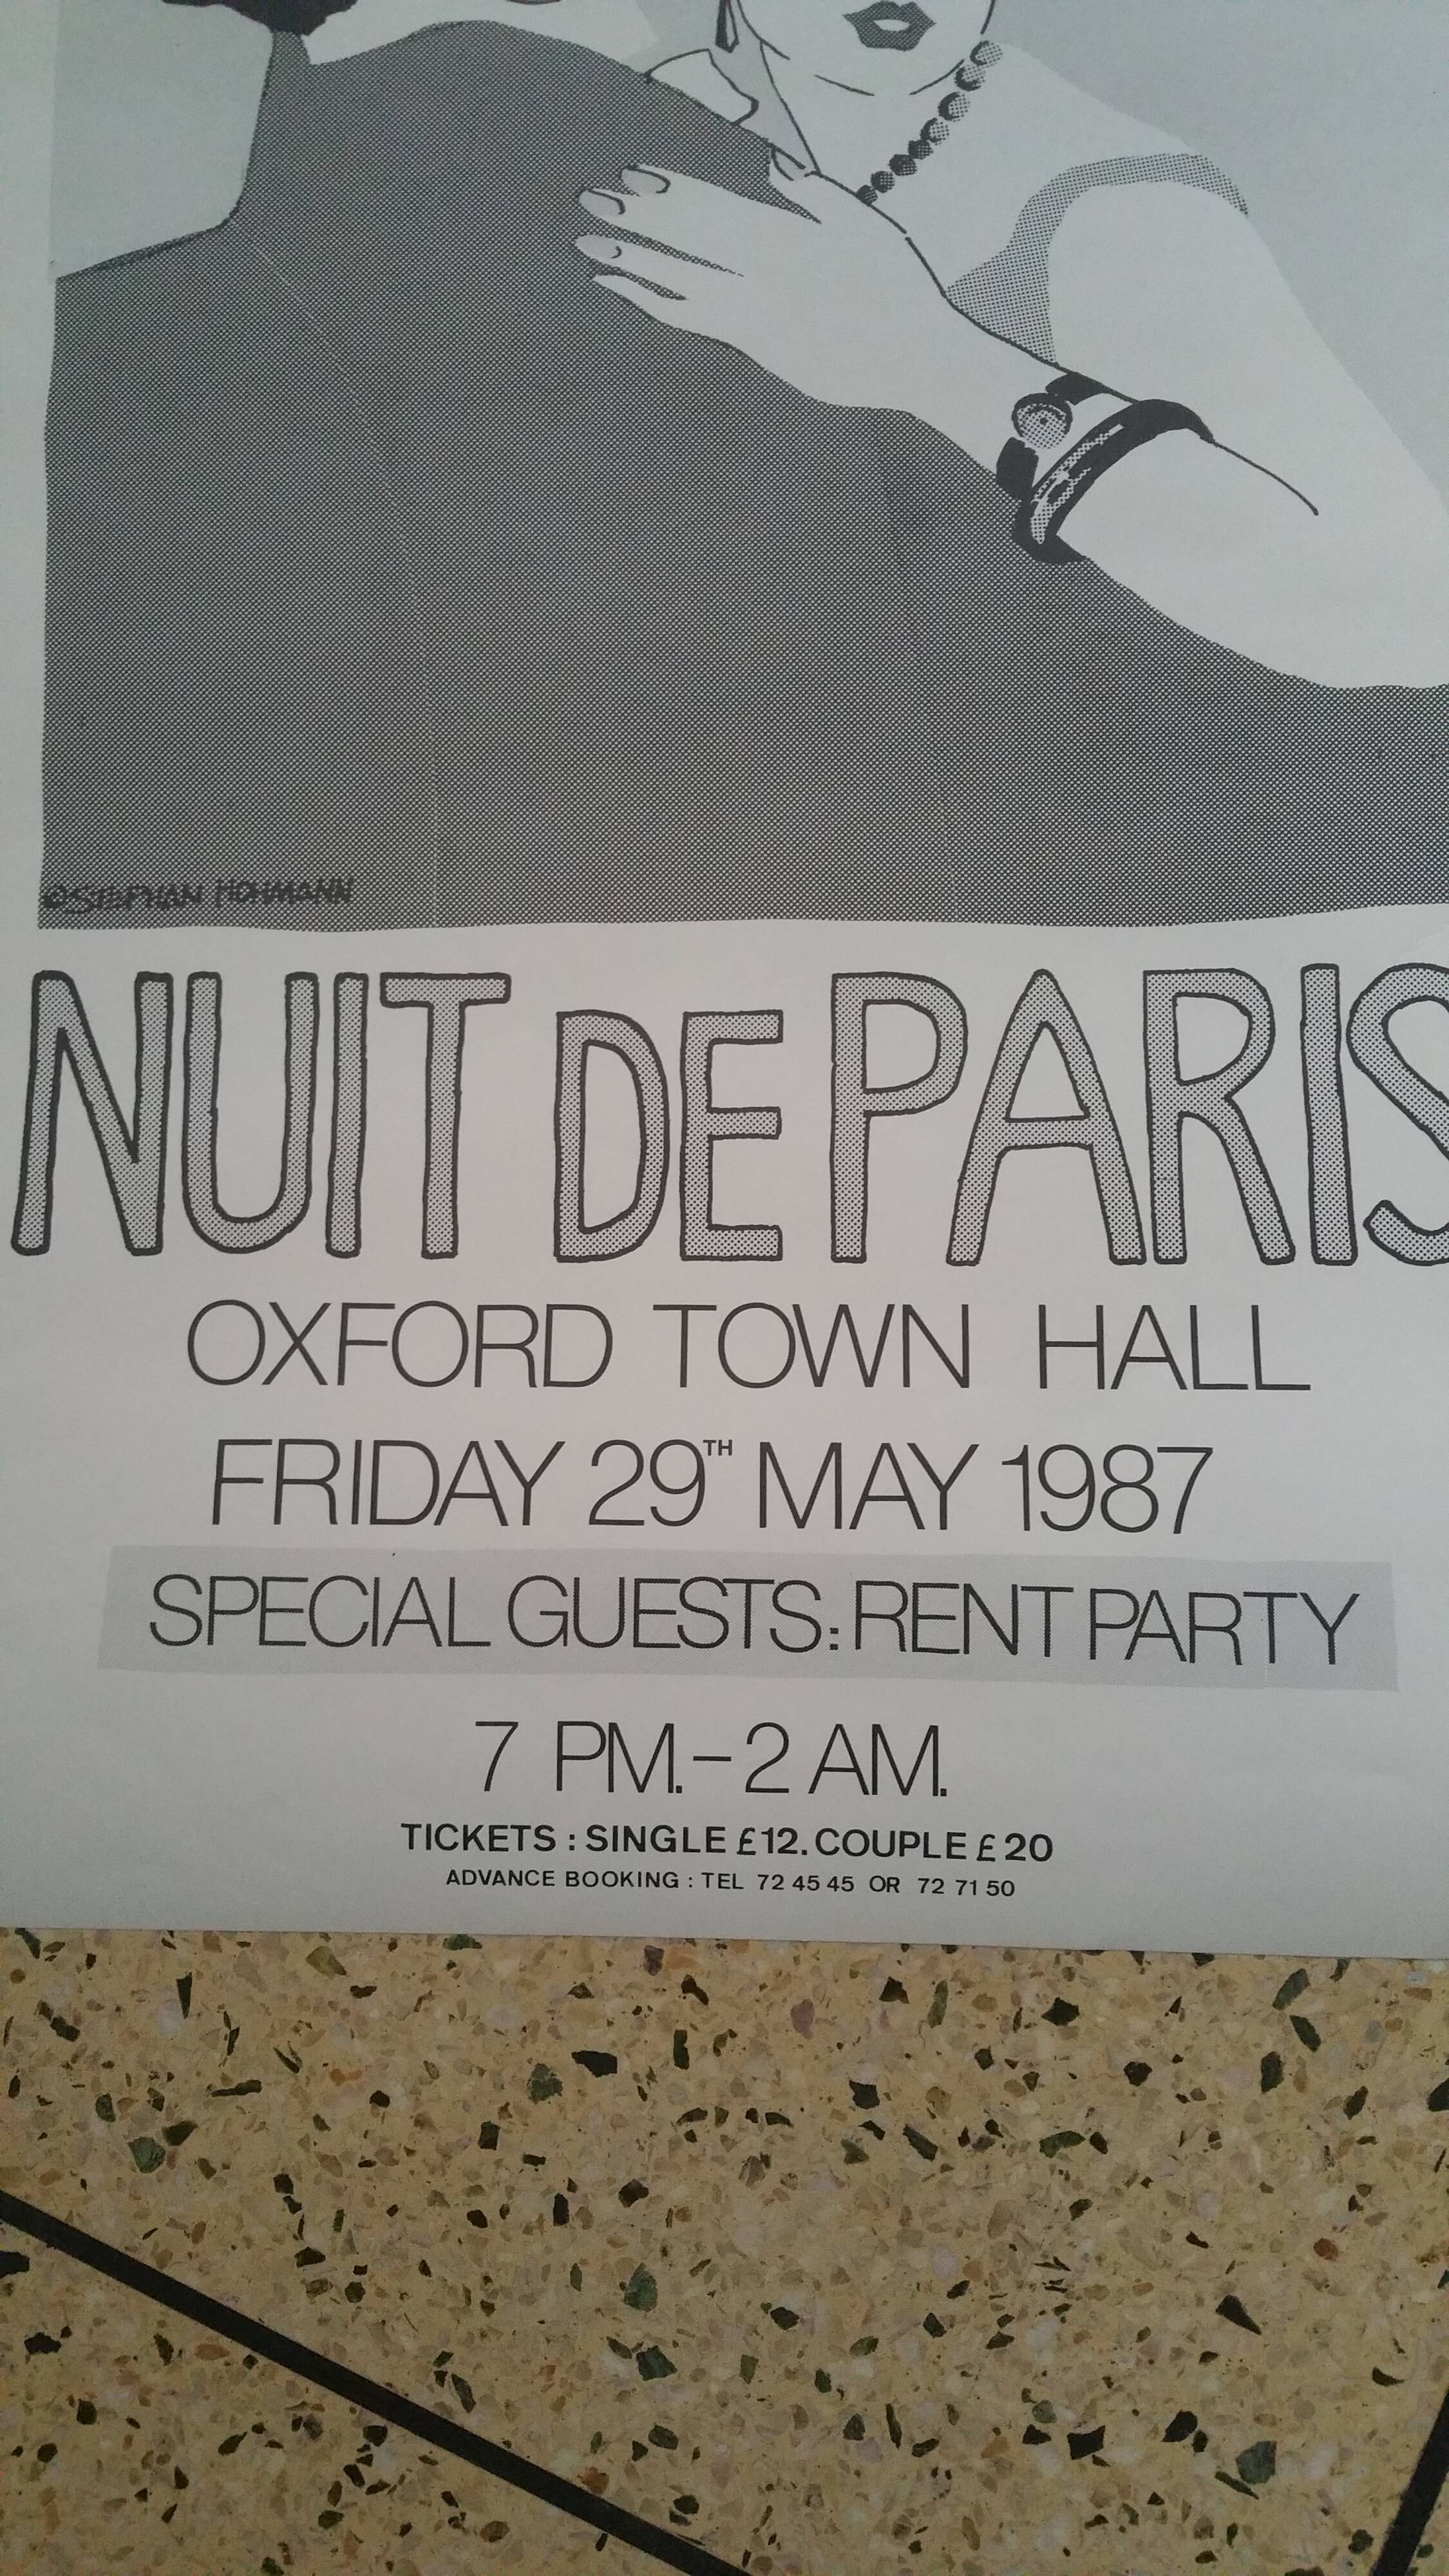 ©STEPHAN HOHMANN
NUIT DE PARIS
OXFORD TOWN HALL
FRIDAY 29TH MAY 1987
SPECIAL GUESTS: RENT PARTY
7 PM.-2 AM.
TICKETS : SINGLE £12. COUPLE £20
ADVANCE BOOKING : TEL 72 45 45 OR 72 71 50